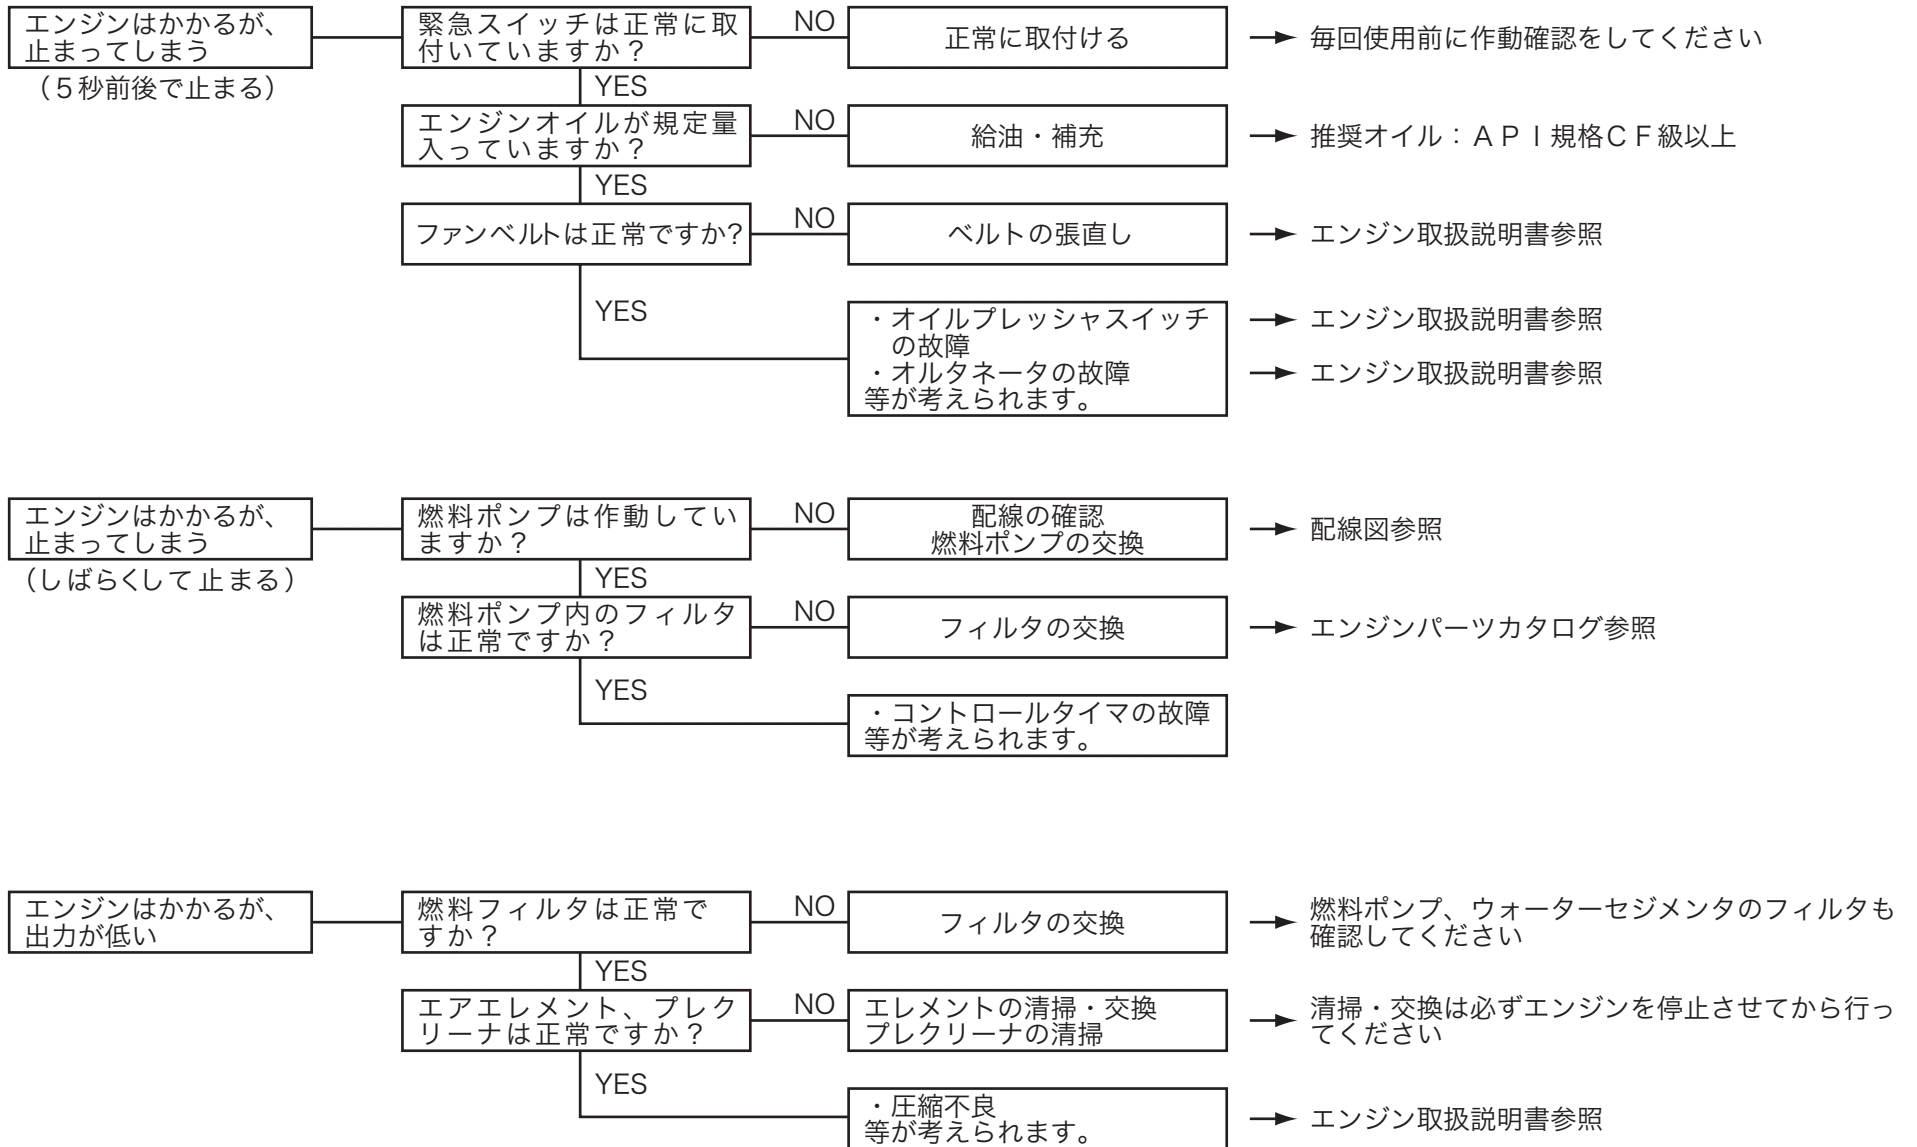 エンジンはかかるが、
止まってしまう
（５秒前後で止まる）
緊急スイッチは正常に取
付いていますか？
NO
正常に取付ける
毎回使用前に作動確認をしてください
YES
エンジンオイルが規定量
入っていますか？
NO
給油・補充
推奨オイル：ＡＰＩ規格ＣＦ級以上
YES
ファンベルトは正常ですか?
NO
ベルトの張直し
エンジン取扱説明書参照
YES
・オイルプレッシャスイッチ
の故障
・オルタネータの故障
等が考えられます。
エンジン取扱説明書参照
エンジン取扱説明書参照
エンジンはかかるが、
止まってしまう
（しばらくして止まる）
燃料ポンプは作動してい
ますか？
NO
配線の確認
燃料ポンプの交換
配線図参照
YES
燃料ポンプ内のフィルタ
は正常ですか？
NO
フィルタの交換
エンジンパーツカタログ参照
YES
・コントロールタイマの故障
等が考えられます。
エンジンはかかるが、
出力が低い
燃料フィルタは正常で
すか？
NO
フィルタの交換
燃料ポンプ、ウォーターセジメンタのフィルタも
確認してください
YES
エアエレメント、プレク
リーナは正常ですか？
NO
エレメントの清掃・交換
プレクリーナの清掃
清掃・交換は必ずエンジンを停止させてから行っ
てください
YES
・圧縮不良
等が考えられます。
エンジン取扱説明書参照